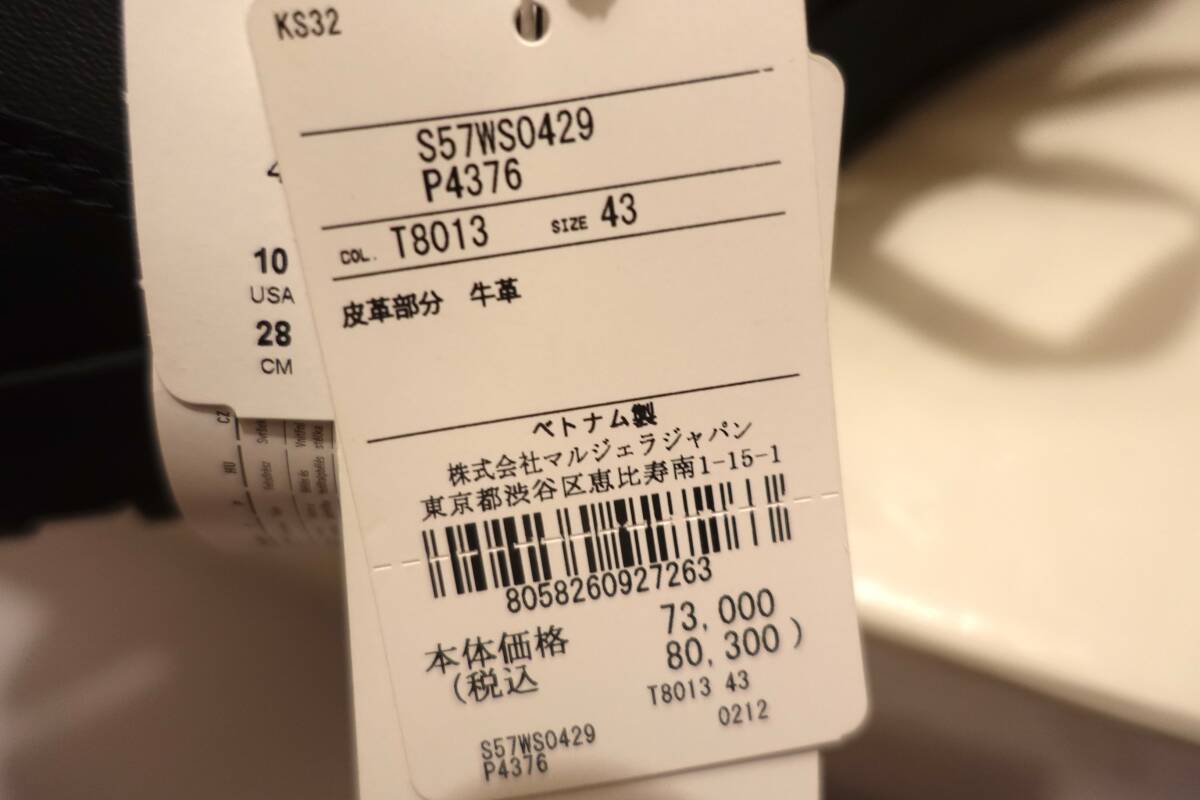 KS32
S57WS0429
P4376
COL. T8013 SIZE 43
皮革部分 牛革
ベトナム製
株式会社マルジェラジャパン
東京都渋谷区恵比寿南1-15-1
8058260927263
本体価格 73,000
(税込 80,300)
T8013 43
0212
S57WS0429
P4376
10
USA
28
CM
CZ
HU